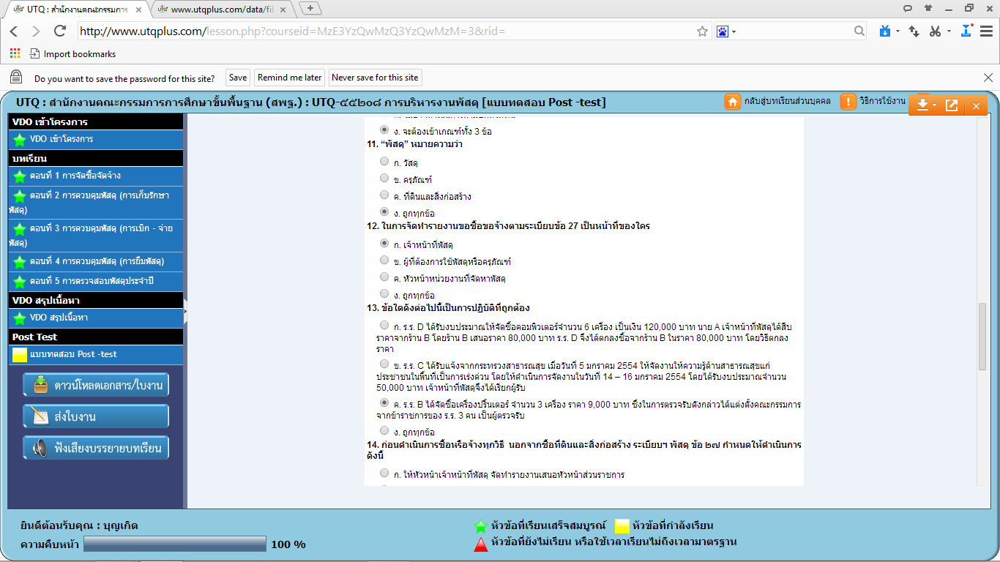 UTQ : สำนักงานคณะกรรมการ
www.utqplus.com/data/fil
http://www.utqplus.com/lesson.php?courseid=MzE3YzQwMzQ3YzQwMzM=3&rid=
Import bookmarks
Do you want to save the password for this site?
Save
Remind me later
Never save for this site
UTQ : สำนักงานคณะกรรมการการศึกษาขั้นพื้นฐาน (สพฐ.) : UTQ-๕๕๒๐๘ การบริหารงานพัสดุ [แบบทดสอบ Post -test]
กลับสู่บทเรียนส่วนบุคคล
วิธีการใช้งาน
VDO เข้าโครงการ
VDO เข้าโครงการ
บทเรียน
ตอนที่ 1 การจัดซื้อจัดจ้าง
ตอนที่ 2 การควบคุมพัสดุ (การเก็บรักษา
พัสดุ)
ตอนที่ 3 การควบคุมพัสดุ (การเบิก - จ่าย
พัสดุ)
ตอนที่ 4 การควบคุมพัสดุ (การยืมพัสดุ)
ตอนที่ 5 การตรวจสอบพัสดุประจำปี
VDO สรุปเนื้อหา
VDO สรุปเนื้อหา
Post Test
แบบทดสอบ Post -test
ดาวน์โหลดเอกสาร/ใบงาน
ส่งใบงาน
ฟังเสียงบรรยายบทเรียน
ง. จะต้องเข้าเกณฑ์ทั้ง 3 ข้อ
11. “พัสดุ” หมายความว่า
ก. วัสดุ
ข. ครุภัณฑ์
ค. ที่ดินและสิ่งก่อสร้าง
ง. ถูกทุกข้อ
12. ในการจัดทำรายงานขอซื้อขอจ้างตามระเบียบข้อ 27 เป็นหน้าที่ของใคร
ก. เจ้าหน้าที่พัสดุ
ข. ผู้ที่ต้องการใช้พัสดุหรือครุภัณฑ์
ค. หัวหน้าหน่วยงานที่จัดหาพัสดุ
ง. ถูกทุกข้อ
13. ข้อใดดังต่อไปนี้เป็นการปฏิบัติที่ถูกต้อง
ก. ร.ร. D ได้รับงบประมาณให้จัดซื้อคอมพิวเตอร์จำนวน 6 เครื่อง เป็นเงิน 120,000 บาท นาย A เจ้าหน้าที่พัสดุได้สืบ
ราคาจากร้าน B โดยร้าน B เสนอราคา 80,000 บาท ร.ร. D จึงได้ตกลงซื้อจากร้าน B ในราคา 80,000 บาท โดยวิธีตกลง
ราคา
ข. ร.ร. C ได้รับแจ้งจากกระทรวงสาธารณสุข เมื่อวันที่ 5 มกราคม 2554 ให้จัดงานให้ความรู้ด้านสาธารณสุขแก่
ประชาชนในพื้นที่เป็นการเร่งด่วน โดยให้ดำเนินการจัดงานในวันที่ 14 – 16 มกราคม 2554 โดยได้รับงบประมาณจำนวน
50,000 บาท เจ้าหน้าที่พัสดุจึงได้เรียกผู้รับ
ค. ร.ร. B ได้จัดซื้อเครื่องปริ้นเตอร์ จำนวน 3 เครื่อง ราคา 9,000 บาท ซึ่งในการตรวจรับดังกล่าวได้แต่งตั้งคณะกรรมการ
จากข้าราชการของ ร.ร. 3 คน เป็นผู้ตรวจรับ
ง. ถูกทุกข้อ
14. ก่อนดำเนินการซื้อหรือจ้างทุกวิธี นอกจากซื้อที่ดินและสิ่งก่อสร้าง ระเบียบฯ พัสดุ ข้อ ๒๗ กำหนดให้ดำเนินการ
ดังนี้
ก. ให้หัวหน้าเจ้าหน้าที่พัสดุ จัดทำรายงานเสนอหัวหน้าส่วนราชการ
ยินดีต้อนรับคุณ : บุญเกิด
ความคืบหน้า 100 %
หัวข้อที่เรียนเสร็จสมบูรณ์ หัวข้อที่กำลังเรียน
หัวข้อที่ยังไม่เรียน หรือใช้เวลาเรียนไม่ถึงเวลามาตรฐาน